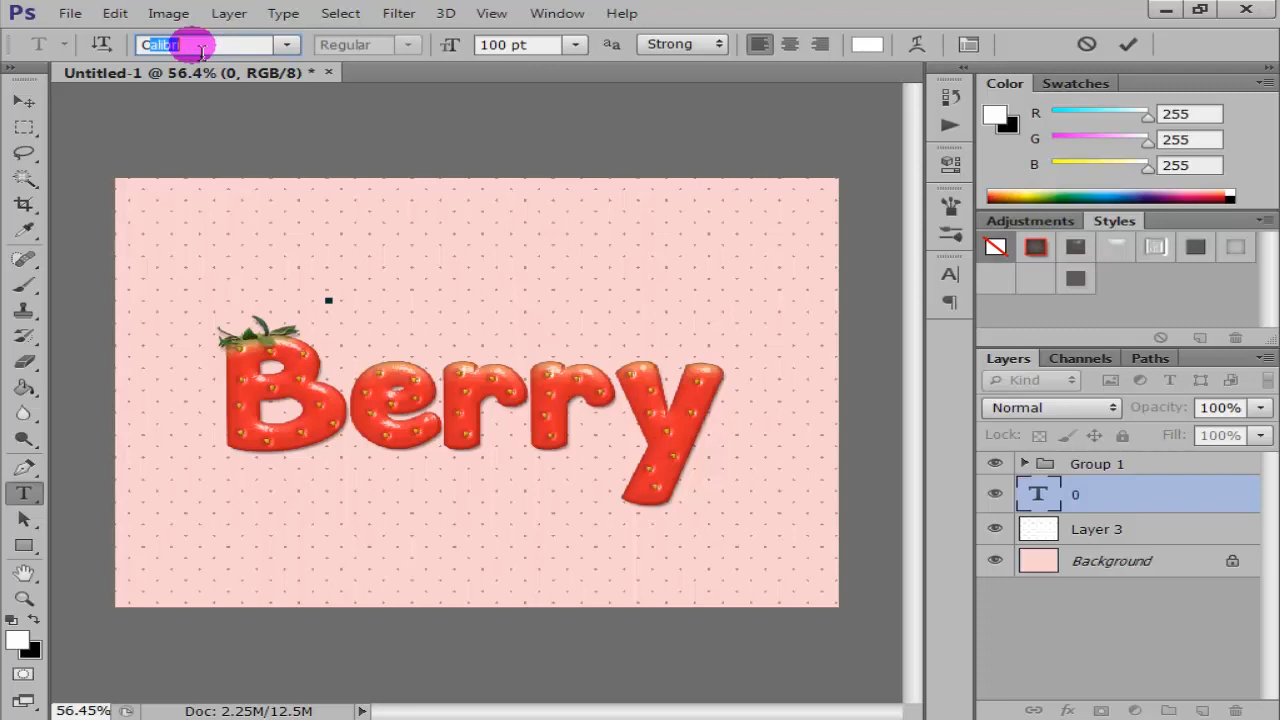 Ps File Edit Image Layer Type Select Filter 3D View Window Help
T Calibri Regular 100 pt aa Strong
Untitled-1 @ 56.4% (0, RGB/8) * ×
Color Swatches
R 255
G 255
B 255
Adjustments Styles
Berry
Layers Channels Paths
Kind
Normal Opacity: 100%
Lock: Fill: 100%
Group 1
T 0
Layer 3
Background
56.45% Doc: 2.25M/12.5M